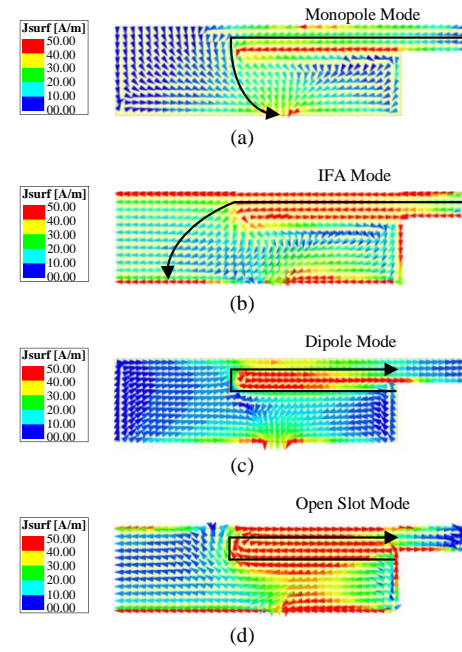 Monopole Mode
Jsurf [A/m]
50.00
40.00
30.00
20.00
10.00
00.00
(a)
IFA Mode
Jsurf [A/m]
50.00
40.00
30.00
20.00
10.00
00.00
(b)
Dipole Mode
Jsurf [A/m]
50.00
40.00
30.00
20.00
10.00
00.00
(c)
Open Slot Mode
Jsurf [A/m]
50.00
40.00
30.00
20.00
10.00
00.00
(d)